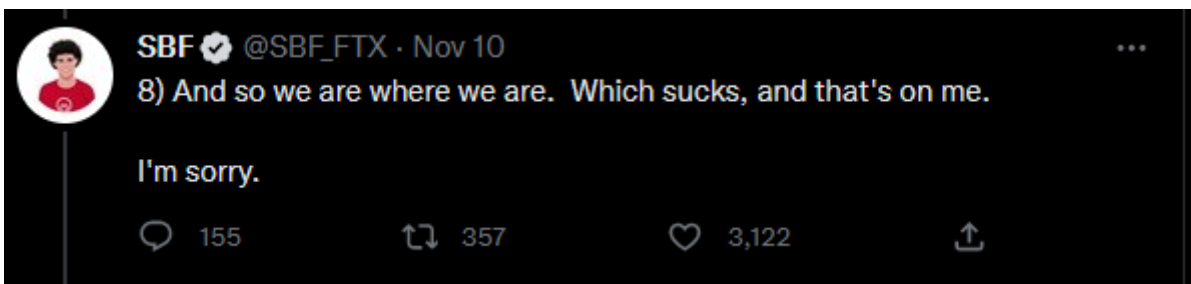 SBF @SBF_FTX · Nov 10
8) And so we are where we are.  Which sucks, and that's on me.
I'm sorry.
155 357 3,122